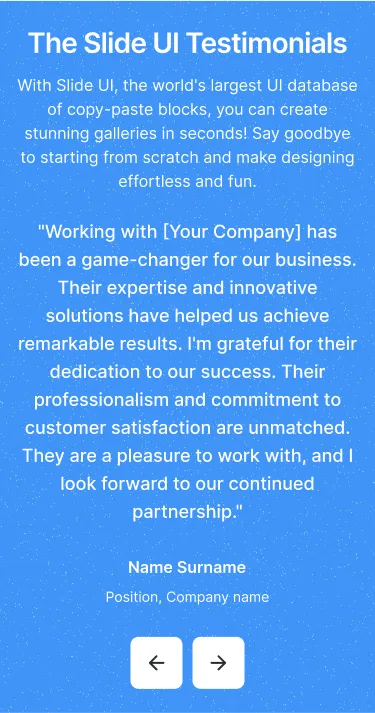 The Slide UI Testimonials
With Slide UI, the world's largest UI database
of copy-paste blocks, you can create
stunning galleries in seconds! Say goodbye
to starting from scratch and make designing
effortless and fun.
"Working with [Your Company] has
been a game-changer for our business.
Their expertise and innovative
solutions have helped us achieve
remarkable results. I'm grateful for their
dedication to our success. Their
professionalism and commitment to
customer satisfaction are unmatched.
They are a pleasure to work with, and I
look forward to our continued
partnership."
Name Surname
Position, Company name